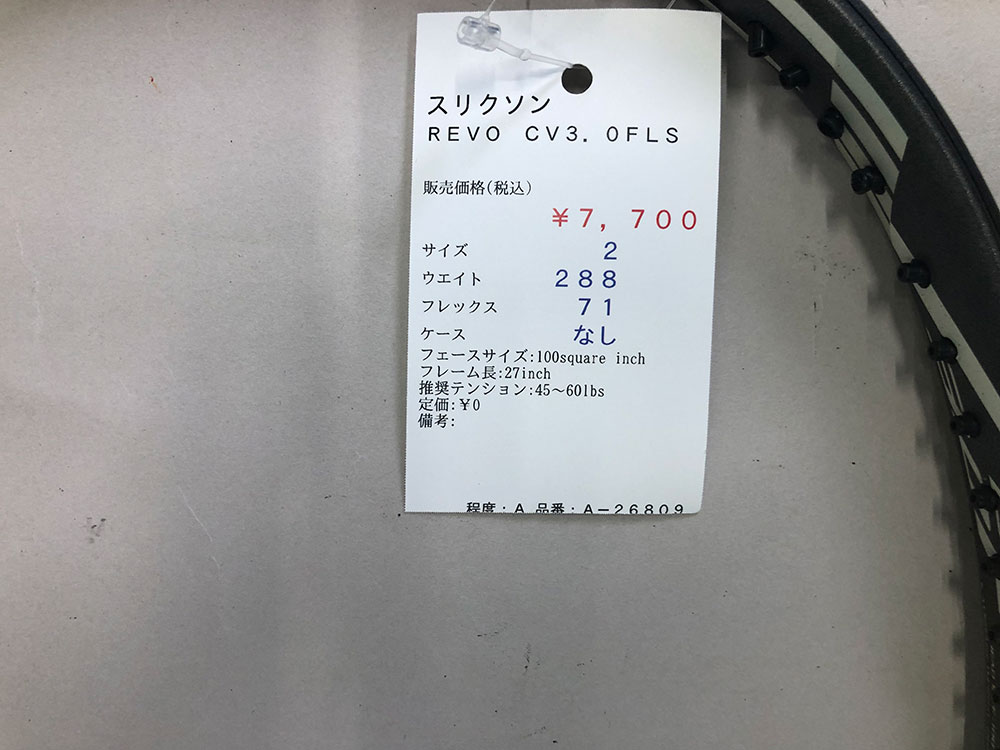 スリクソン
REVO CV3.0FLS
販売価格(税込)
¥7,700
サイズ 2
ウエイト 288
フレックス 71
ケース なし
フェースサイズ:100square inch
フレーム長:27inch
推奨テンション:45~60lbs
定価:¥0
備考:
程度:A 品番:A-26809